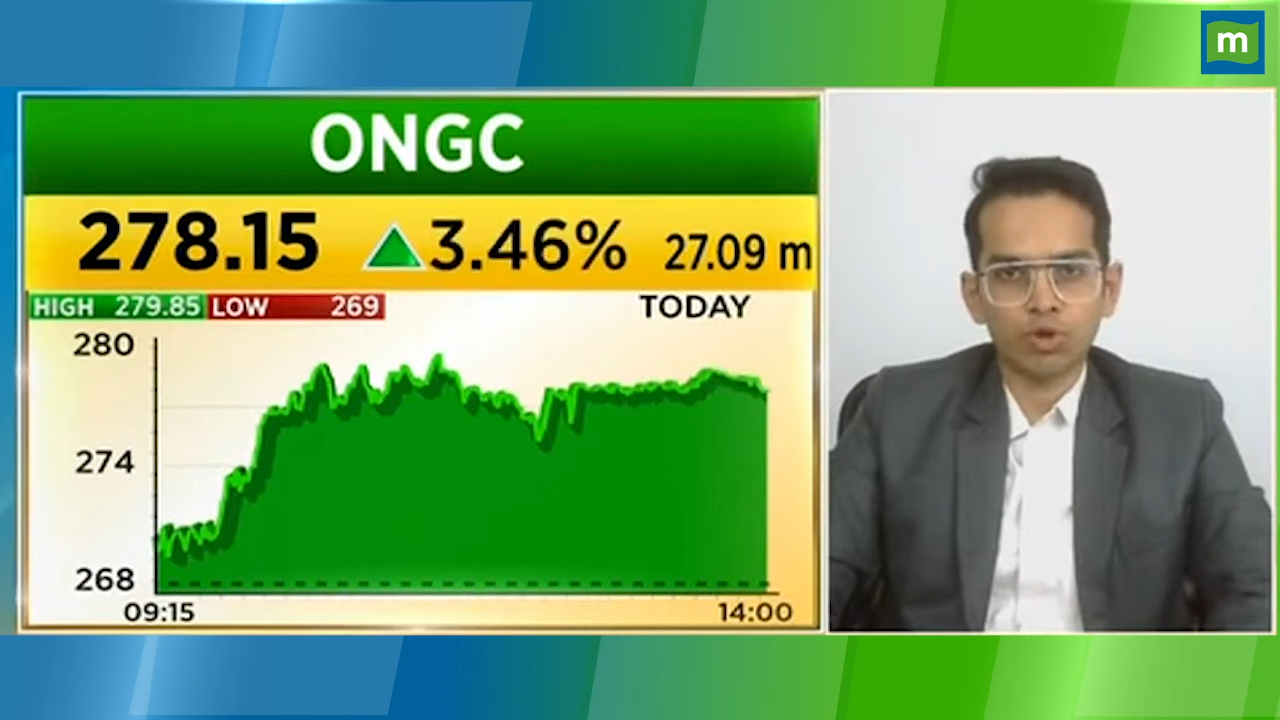 m
ONGC
278.15 ▲3.46% 27.09 m
HIGH 279.85 LOW 269 TODAY
280
274
268
09:15 14:00